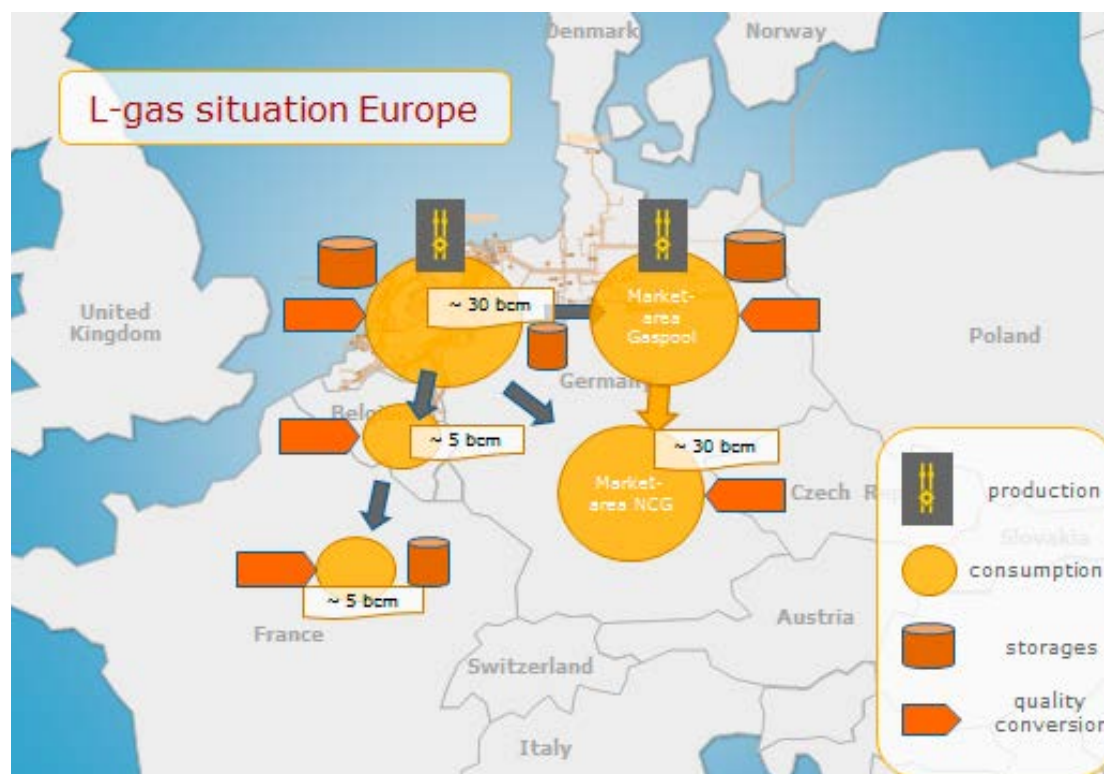 Denmark
Norway
L-gas situation Europe
United
Kingdom
~ 30 bcm
Market-
area
Gaspool
Poland
German
~ 5 bcm
~ 30 bcm
Market-
area NCG
Czech
production
Slovakia
consumption
~ 5 bcm
France
Austria
storages
Switzerland
quality
conversion
Italy